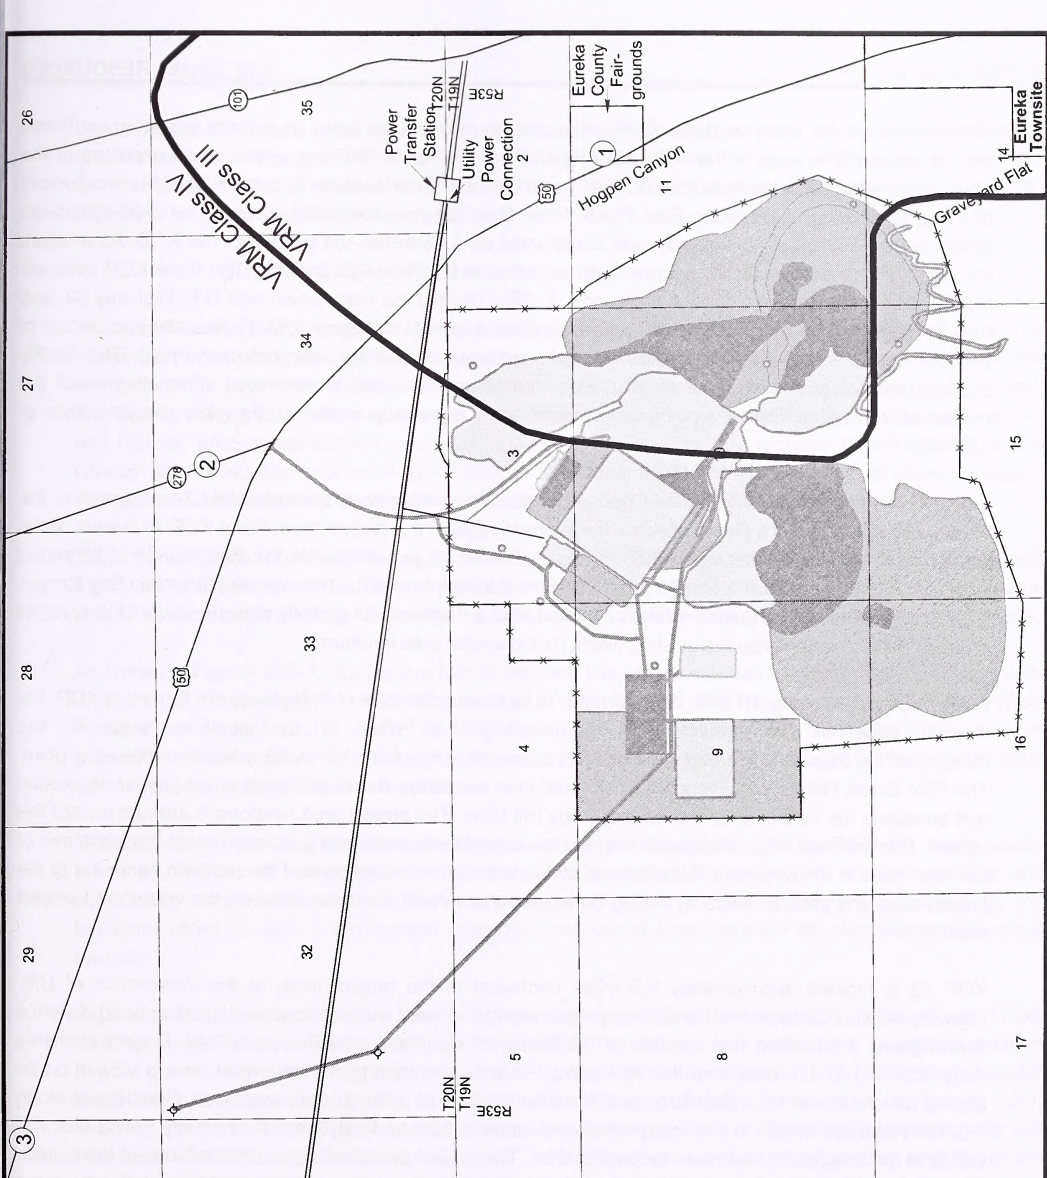 26
101
35
T20N
T19N
R53E
Power
Transfer
Station
Utility
Power
Connection
2
Eureka
County
Fair-
grounds
1
50
Hogpen Canyon
11
14
Eureka
Townsite
Graveyard Flat
VRM Class IV
VRM Class III
34
27
3
15
278
2
50
28
33
4
9
16
29
32
5
8
17
T20N
T19N
R53E
3